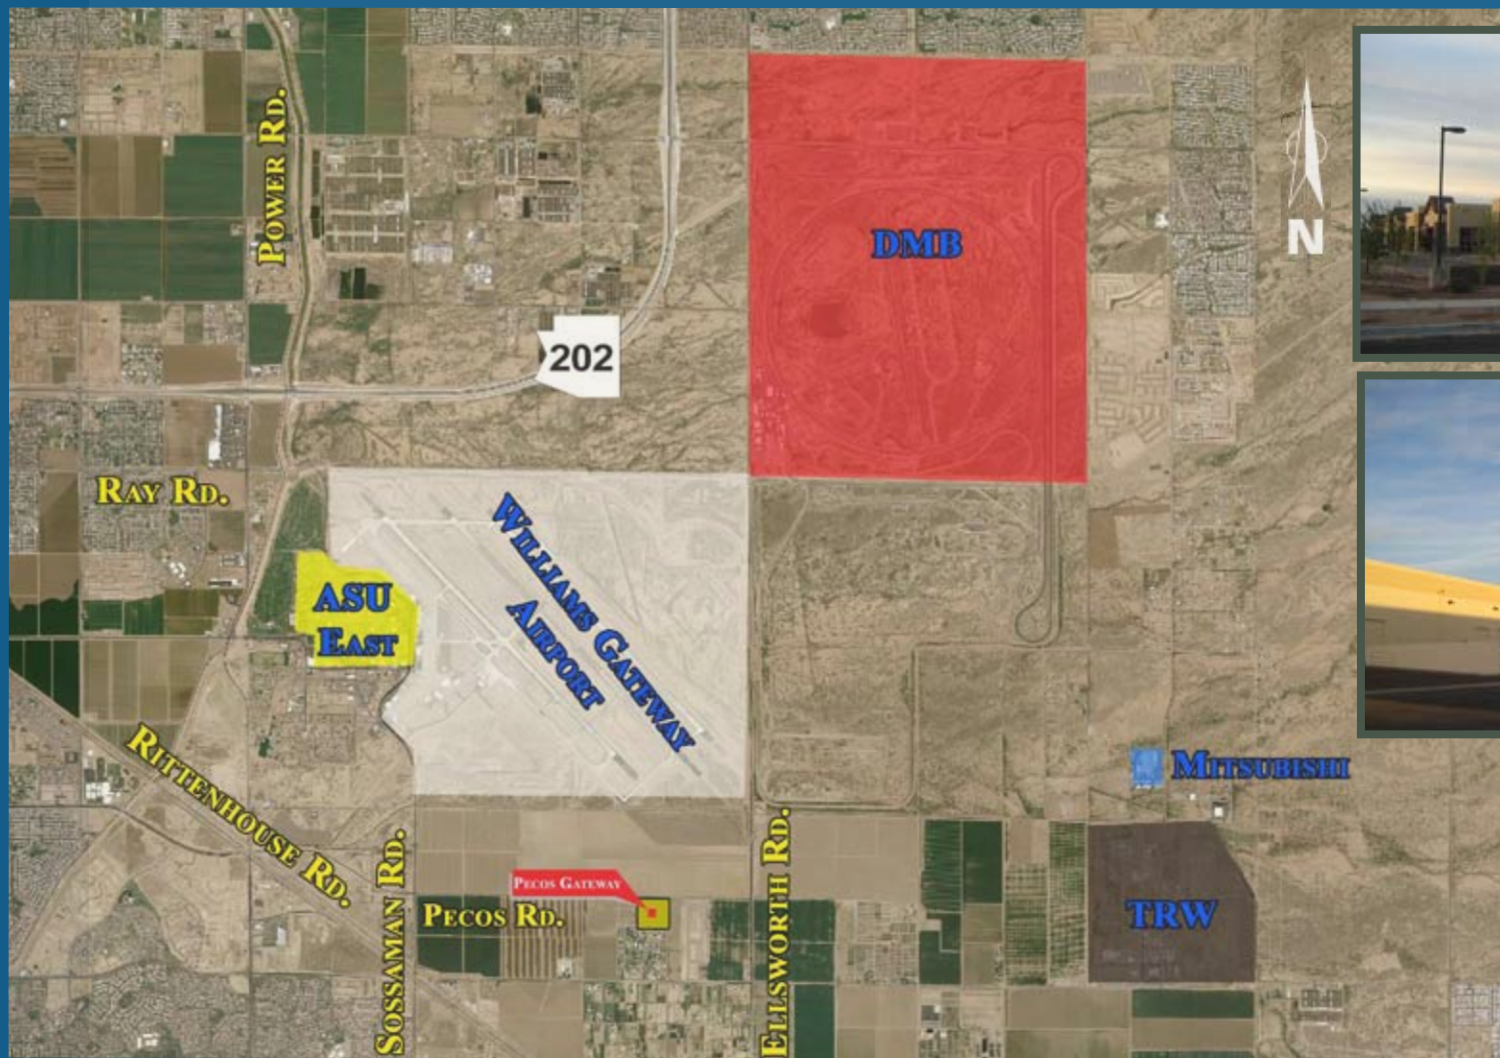 POWER RD.
DMB
N
202
RAY RD.
WILLIAMS GATEWAY
AIRPORT
ASU
EAST
RITTENHOUSE RD.
MITSUBISHI
SOSSAMAN RD.
PECOS GATEWAY
PECOS RD.
ELLSWORTH RD.
TRW